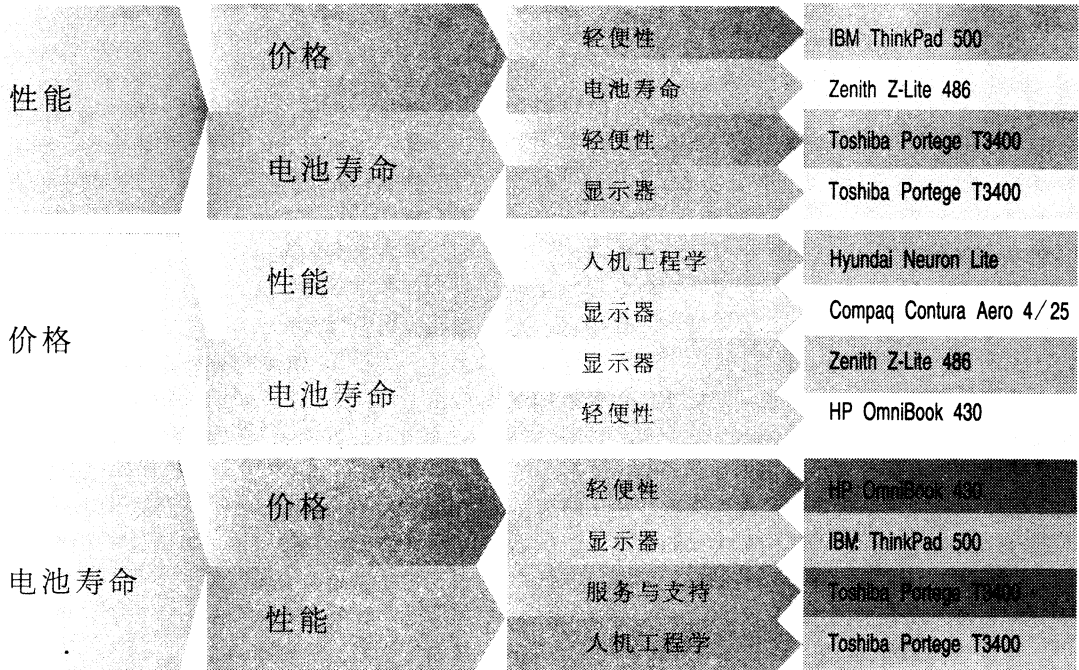 性能
价格
轻便性 IBM ThinkPad 500
电池寿命 Zenith Z-Lite 486
电池寿命
轻便性 Toshiba Portege T3400
显示器 Toshiba Portege T3400
价格
性能
人机工程学 Hyundai Neuron Lite
显示器 Compaq Contura Aero 4/25
电池寿命
显示器 Zenith Z-Lite 486
轻便性 HP OmniBook 430
电池寿命
价格
轻便性 HP OmniBook 430
显示器 IBM ThinkPad 500
性能
服务与支持 Toshiba Portege T3400
人机工程学 Toshiba Portege T3400